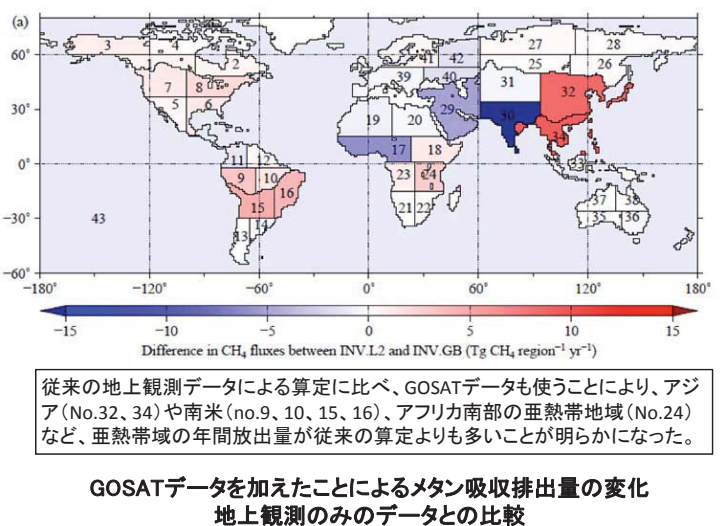 (a)
60°
30°
0°
−30°
−60°
3 4 27 28
1 2 41 42 25 26
7 8 39 40 31 32
5 6 29
19 20 30
17 18 34
11 12 33
9 10 23 24
16 37 38
15 21 22 35 36
43 14
13
−180° −120° −60° 0° 60° 120° 180°
−15 −10 −5 0 5 10 15
Difference in CH4 fluxes between INV.L2 and INV.GB (Tg CH4 region−1 yr−1)
従来の地上観測データによる算定に比べ、GOSATデータも使うことにより、アジ
ア(No.32、34)や南米(no.9、10、15、16)、アフリカ南部の亜熱帯地域(No.24)
など、亜熱帯域の年間放出量が従来の算定よりも多いことが明らかになった。
GOSATデータを加えたことによるメタン吸収排出量の変化
地上観測のみのデータとの比較